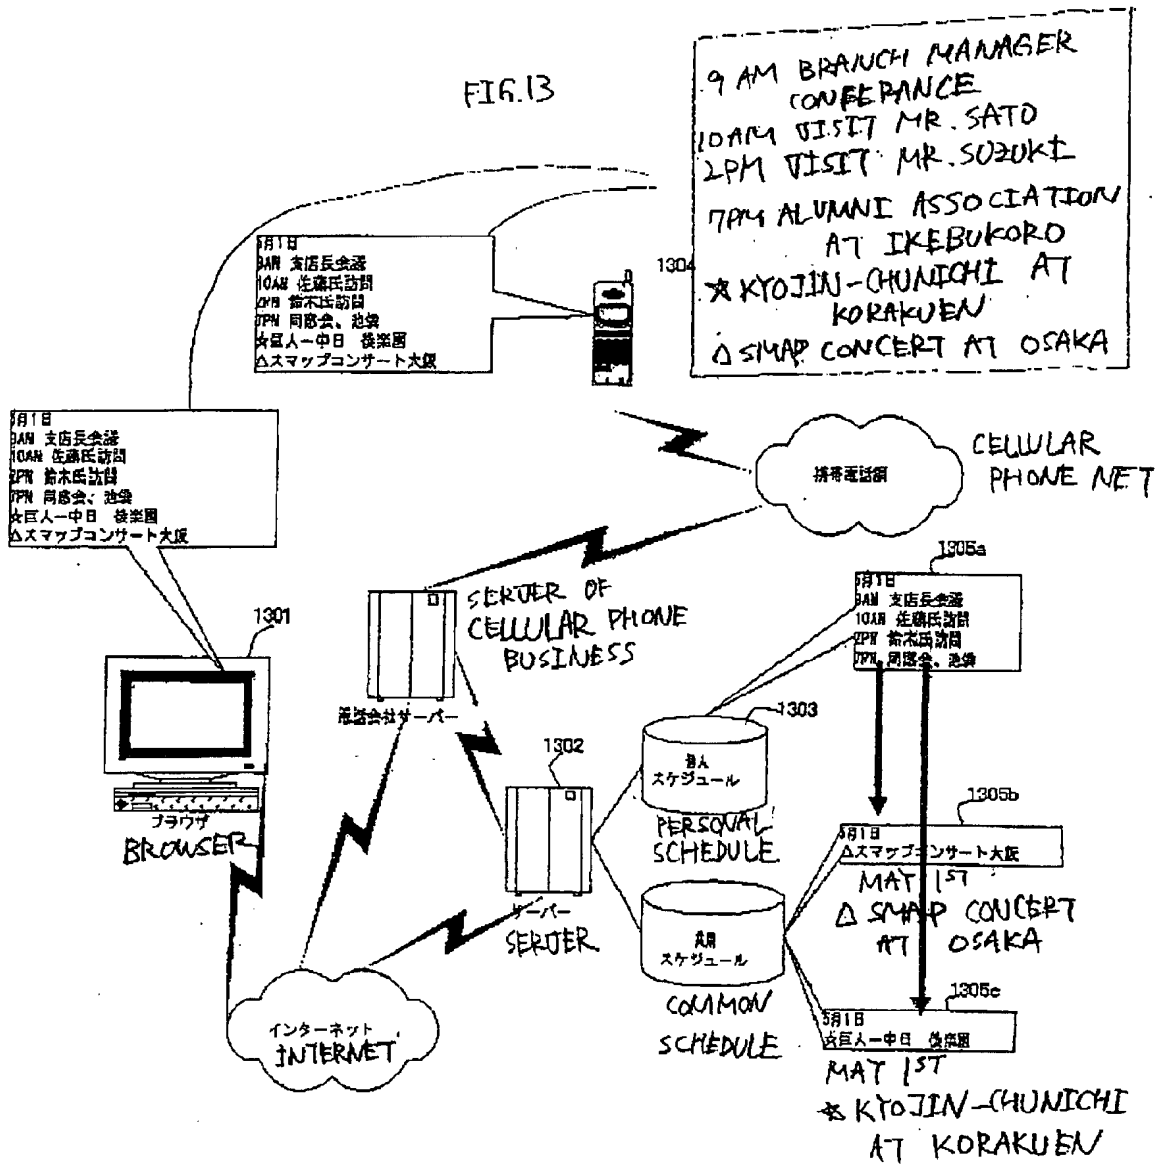 FIG.13
9 AM BRANCH MANAGER
CONFERANCE
10AM VISIT MR. SATO
2PM VISIT MR. SUZUKI
7PM ALUMNI ASSOCIATION
AT IKEBUKORO
☆KYOJIN-CHUNICHI AT
KORAKUEN
△SMAP CONCERT AT OSAKA
1304
5月1日
9AM 支店長会議
10AM 佐藤氏訪問
2PM 鈴木氏訪問
7PM 同窓会、池袋
☆巨人ー中日 後楽園
△スマップコンサート大阪
5月1日
9AM 支店長会議
10AM 佐藤氏訪問
2PM 鈴木氏訪問
7PM 同窓会、池袋
☆巨人ー中日 後楽園
△スマップコンサート大阪
携帯電話網
CELLULAR
PHONE NET
1301
ブラウザ
BROWSER
SERVER OF
CELLULAR PHONE
BUSINESS
電話会社サーバー
1305a
5月1日
9AM 支店長会議
10AM 佐藤氏訪問
2PM 鈴木氏訪問
7PM 同窓会、池袋
1302
サーバー
SERVER
1303
個人
スケジュール
PERSONAL
SCHEDULE
1305b
5月1日
△スマップコンサート大阪
MAY 1ST
△ SMAP CONCERT
AT OSAKA
共用
スケジュール
COMMON
SCHEDULE
1305c
5月1日
☆巨人ー中日 後楽園
MAY 1ST
☆ KYOJIN-CHUNICHI
AT KORAKUEN
インターネット
INTERNET